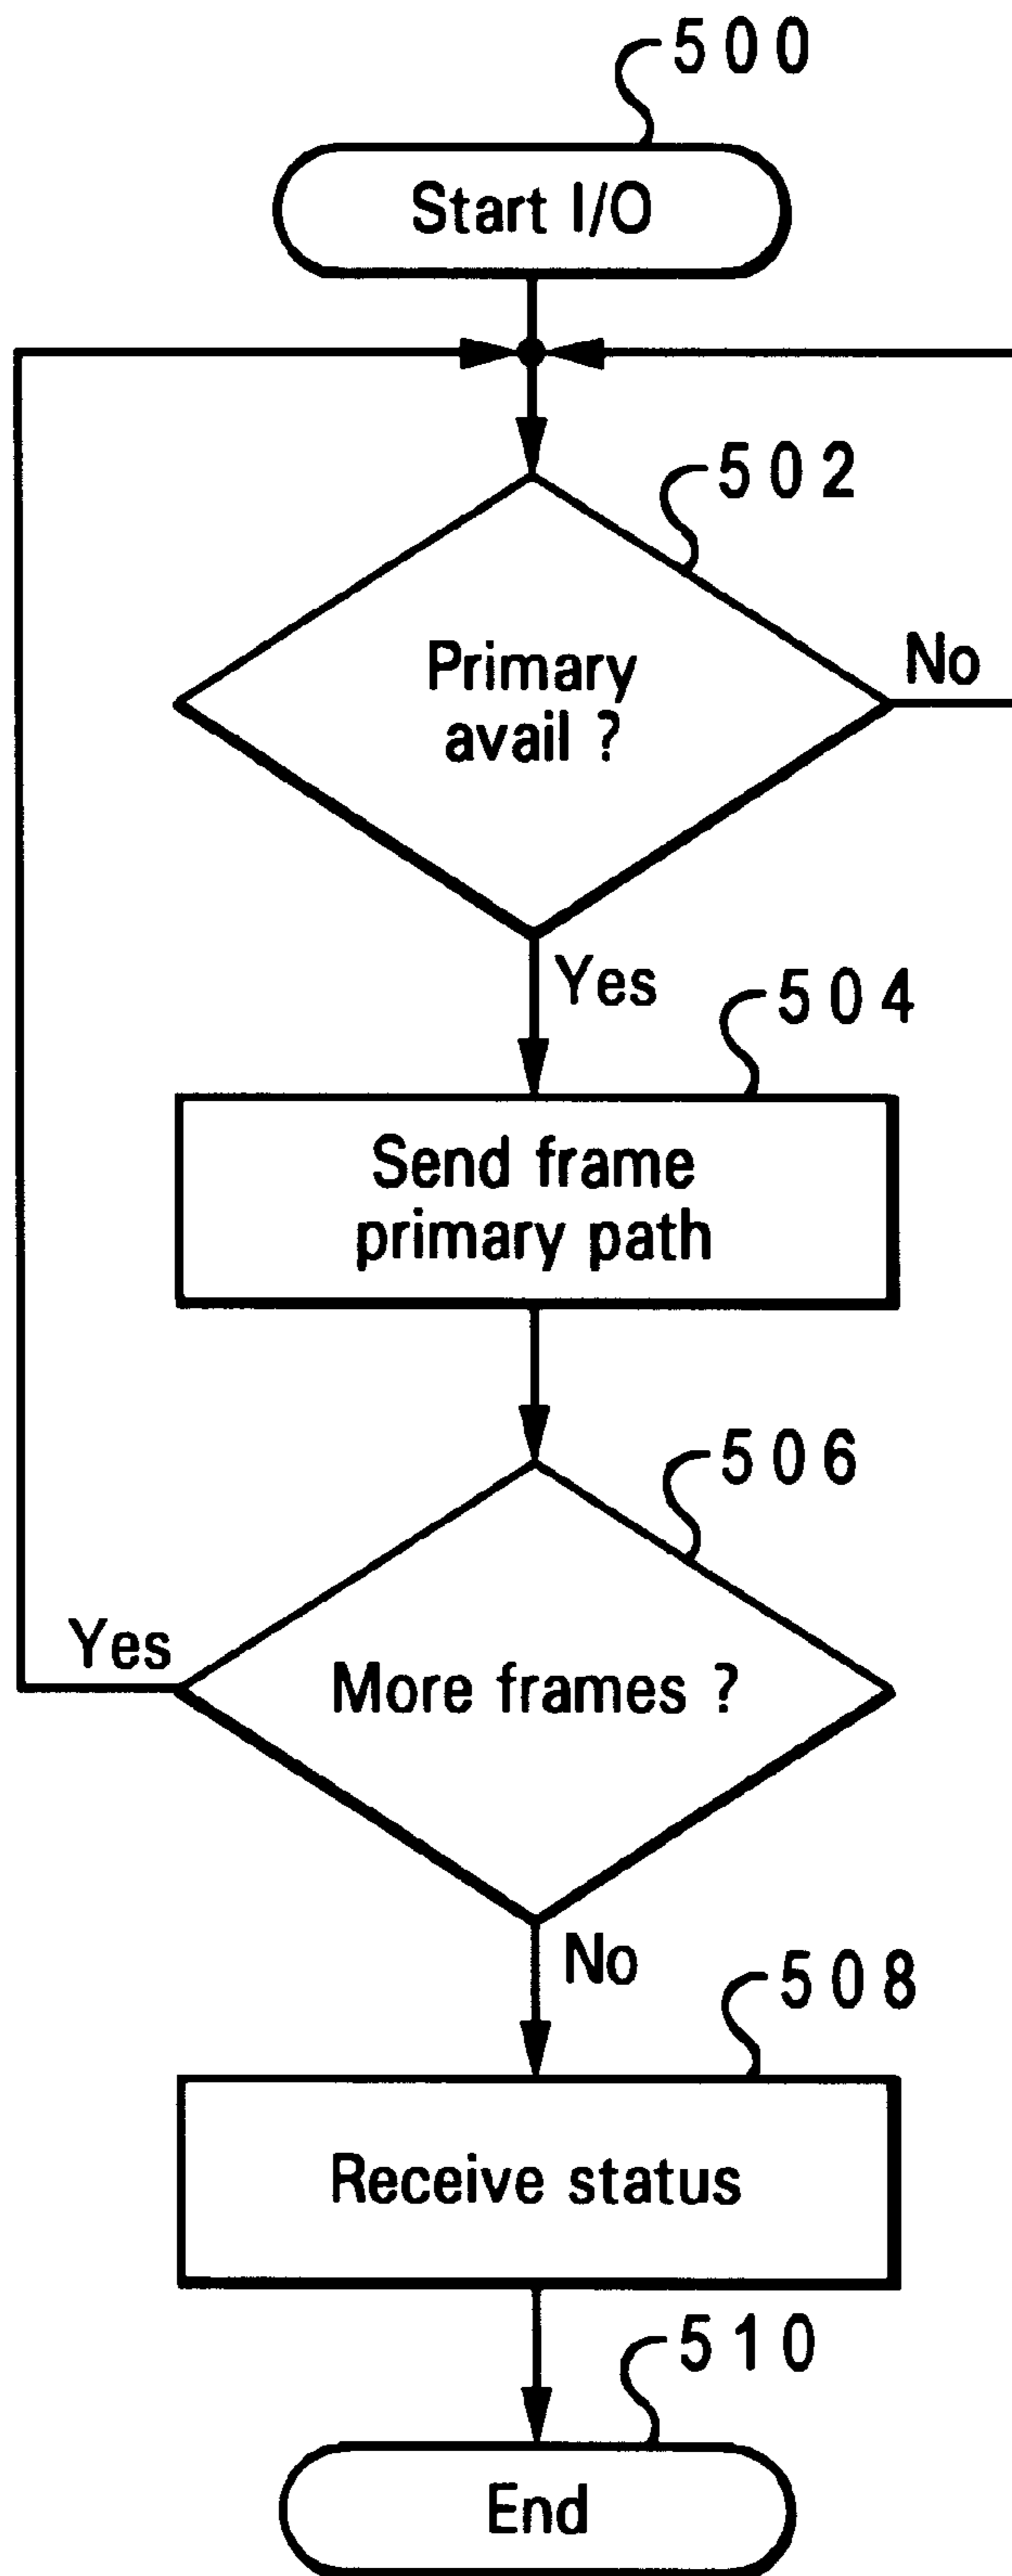 500
Start I/O
502
Primary
avail ?
No
Yes
504
Send frame
primary path
506
Yes
More frames ?
No
508
Receive status
510
End